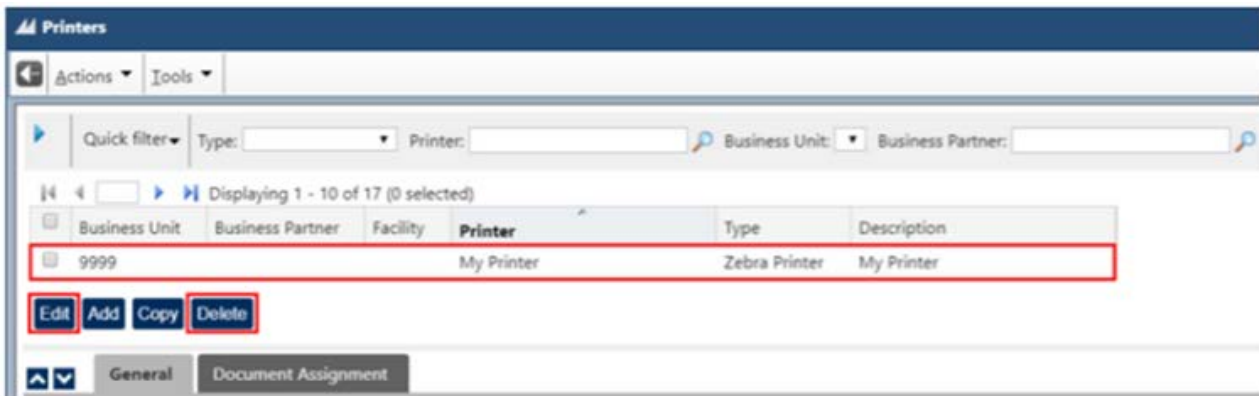 Printers
Actions Tools
Quick filter Type: Printer: Business Unit: Business Partner:
Displaying 1 - 10 of 17 (0 selected)
Business Unit Business Partner Facility Printer Type Description
9999 My Printer Zebra Printer My Printer
Edit Add Copy Delete
General Document Assignment